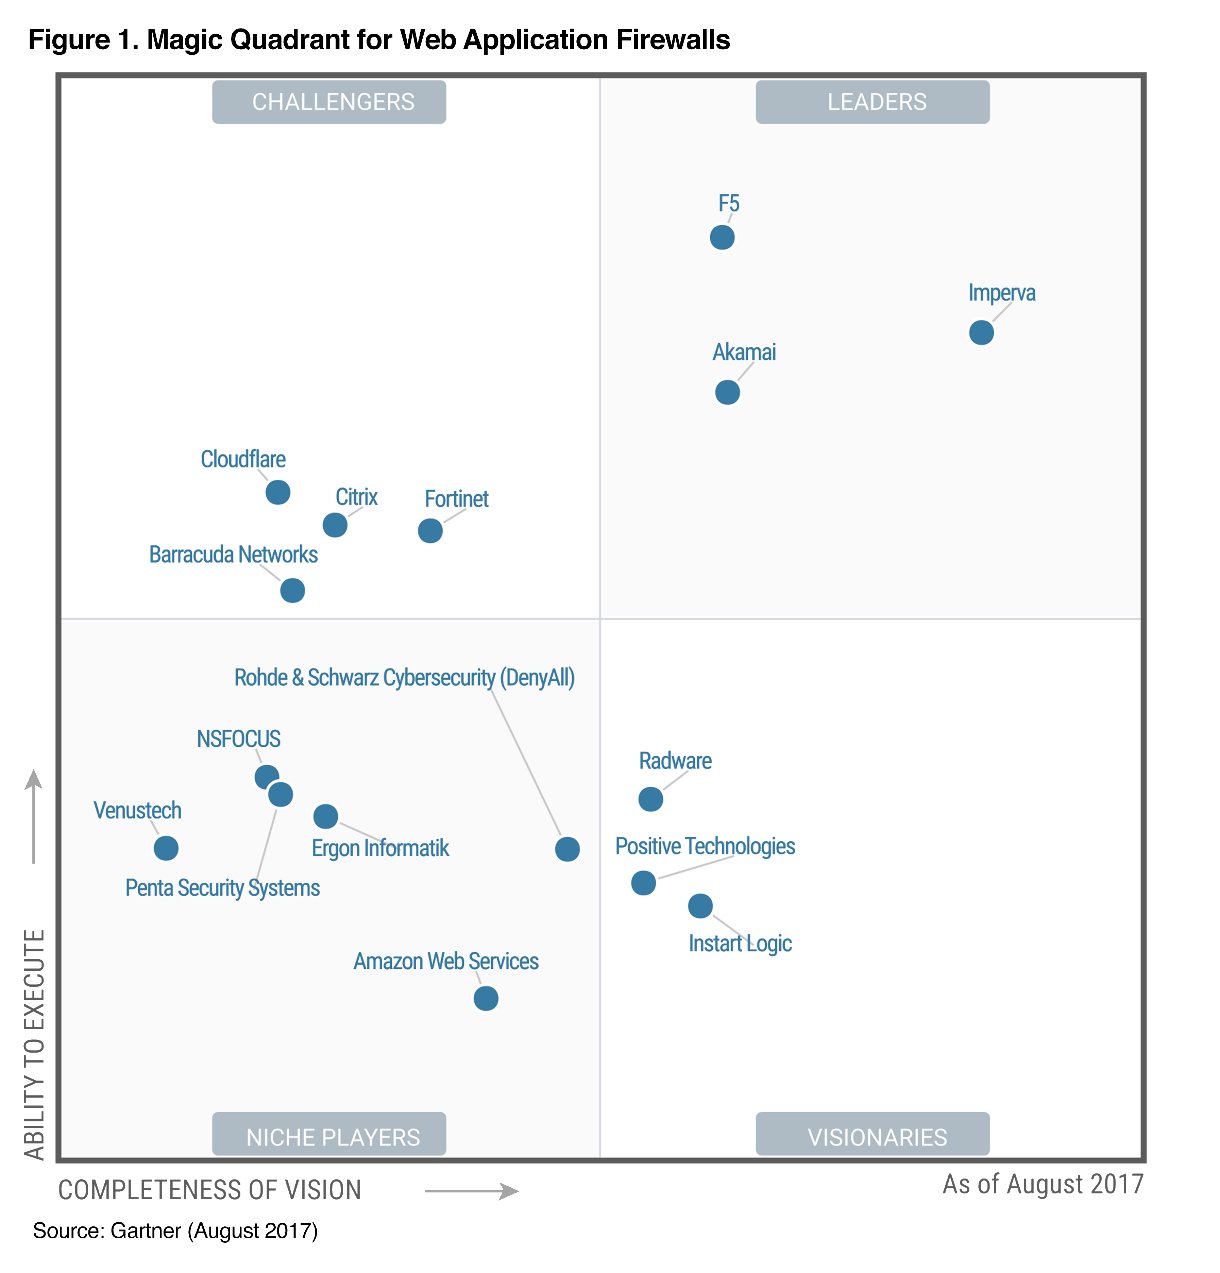 Figure 1. Magic Quadrant for Web Application Firewalls
CHALLENGERS
LEADERS
F5
Imperva
Akamai
Cloudflare
Citrix
Fortinet
Barracuda Networks
Rohde & Schwarz Cybersecurity (DenyAll)
NSFOCUS
Radware
Venustech
Positive Technologies
Ergon Informatik
Penta Security Systems
Instart Logic
Amazon Web Services
NICHE PLAYERS
VISIONARIES
ABILITY TO EXECUTE
COMPLETENESS OF VISION
As of August 2017
Source: Gartner (August 2017)